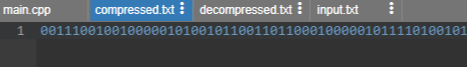 main.cpp compressed.txt ⋮ decompressed.txt ⋮ input.txt ⋮
1 001110010010000010100101100110110001000001011110100101